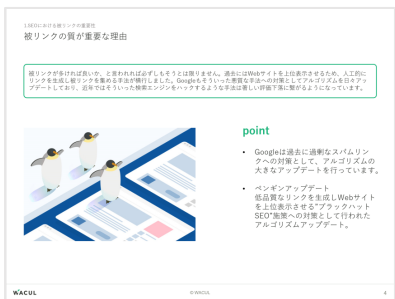 1.SEOにおける被リンクの重要性
被リンクの質が重要な理由
被リンクが多ければ良いか、と言われれば必ずしもそうとは限りません。過去にはWebサイトを上位表示させるため、人工的に
リンクを生成し被リンクを集める手法が横行しました。Googleもそういった悪質な手法に対してアルゴリズムを日々アッ
プデートしており、近年ではそういった検索エンジンをハックするような手法は著しい評価下落に繋がるようになっています。
point
• Googleは過去に過剰なスパムリン
クへの対策として、アルゴリズムの
大きなアップデートを行っています。
• ペンギンアップデート
低品質なリンクを生成しWebサイト
を上位表示させる"ブラックハット
SEO"施策への対策として行われた
アルゴリズムアップデート。
WACUL
© WACUL
4